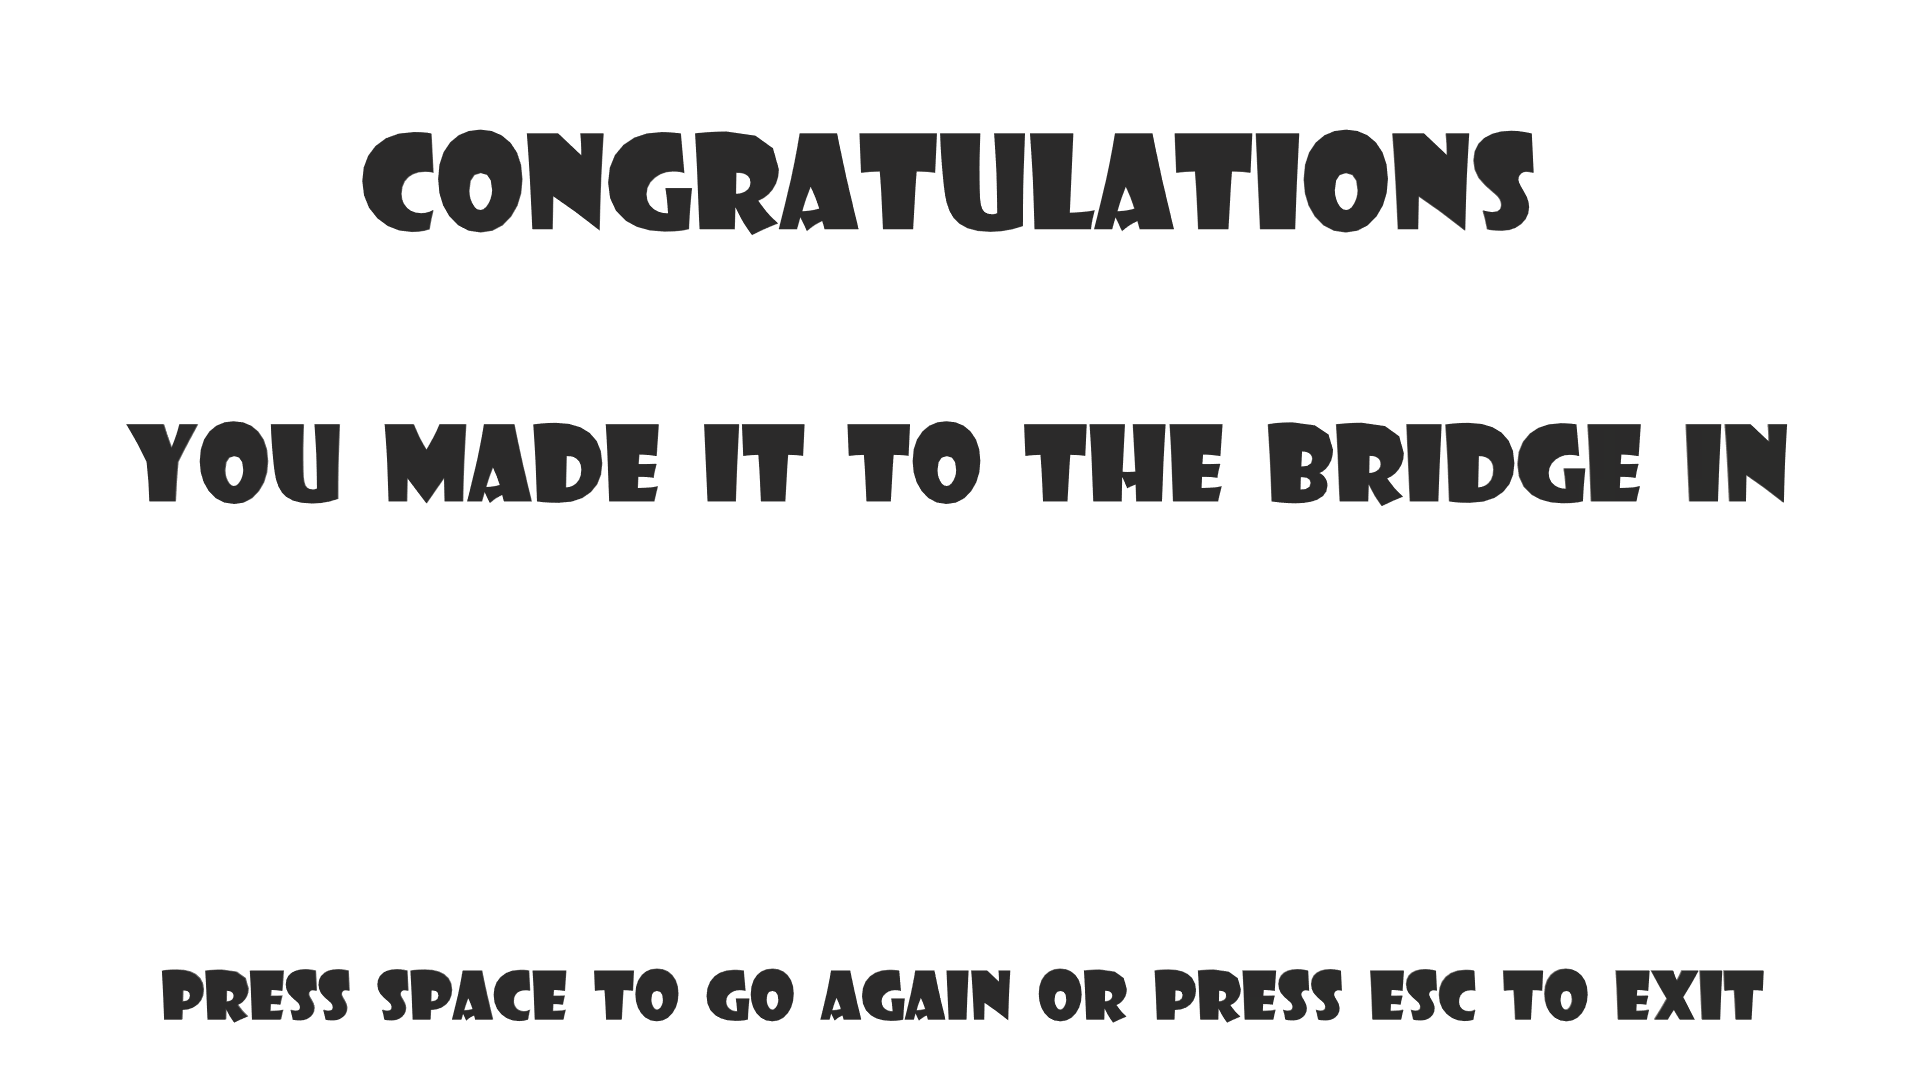 CONGRATULATIONS
YOU MADE IT TO THE BRIDGE IN
PRESS SPACE TO GO AGAIN OR PRESS ESC TO EXIT